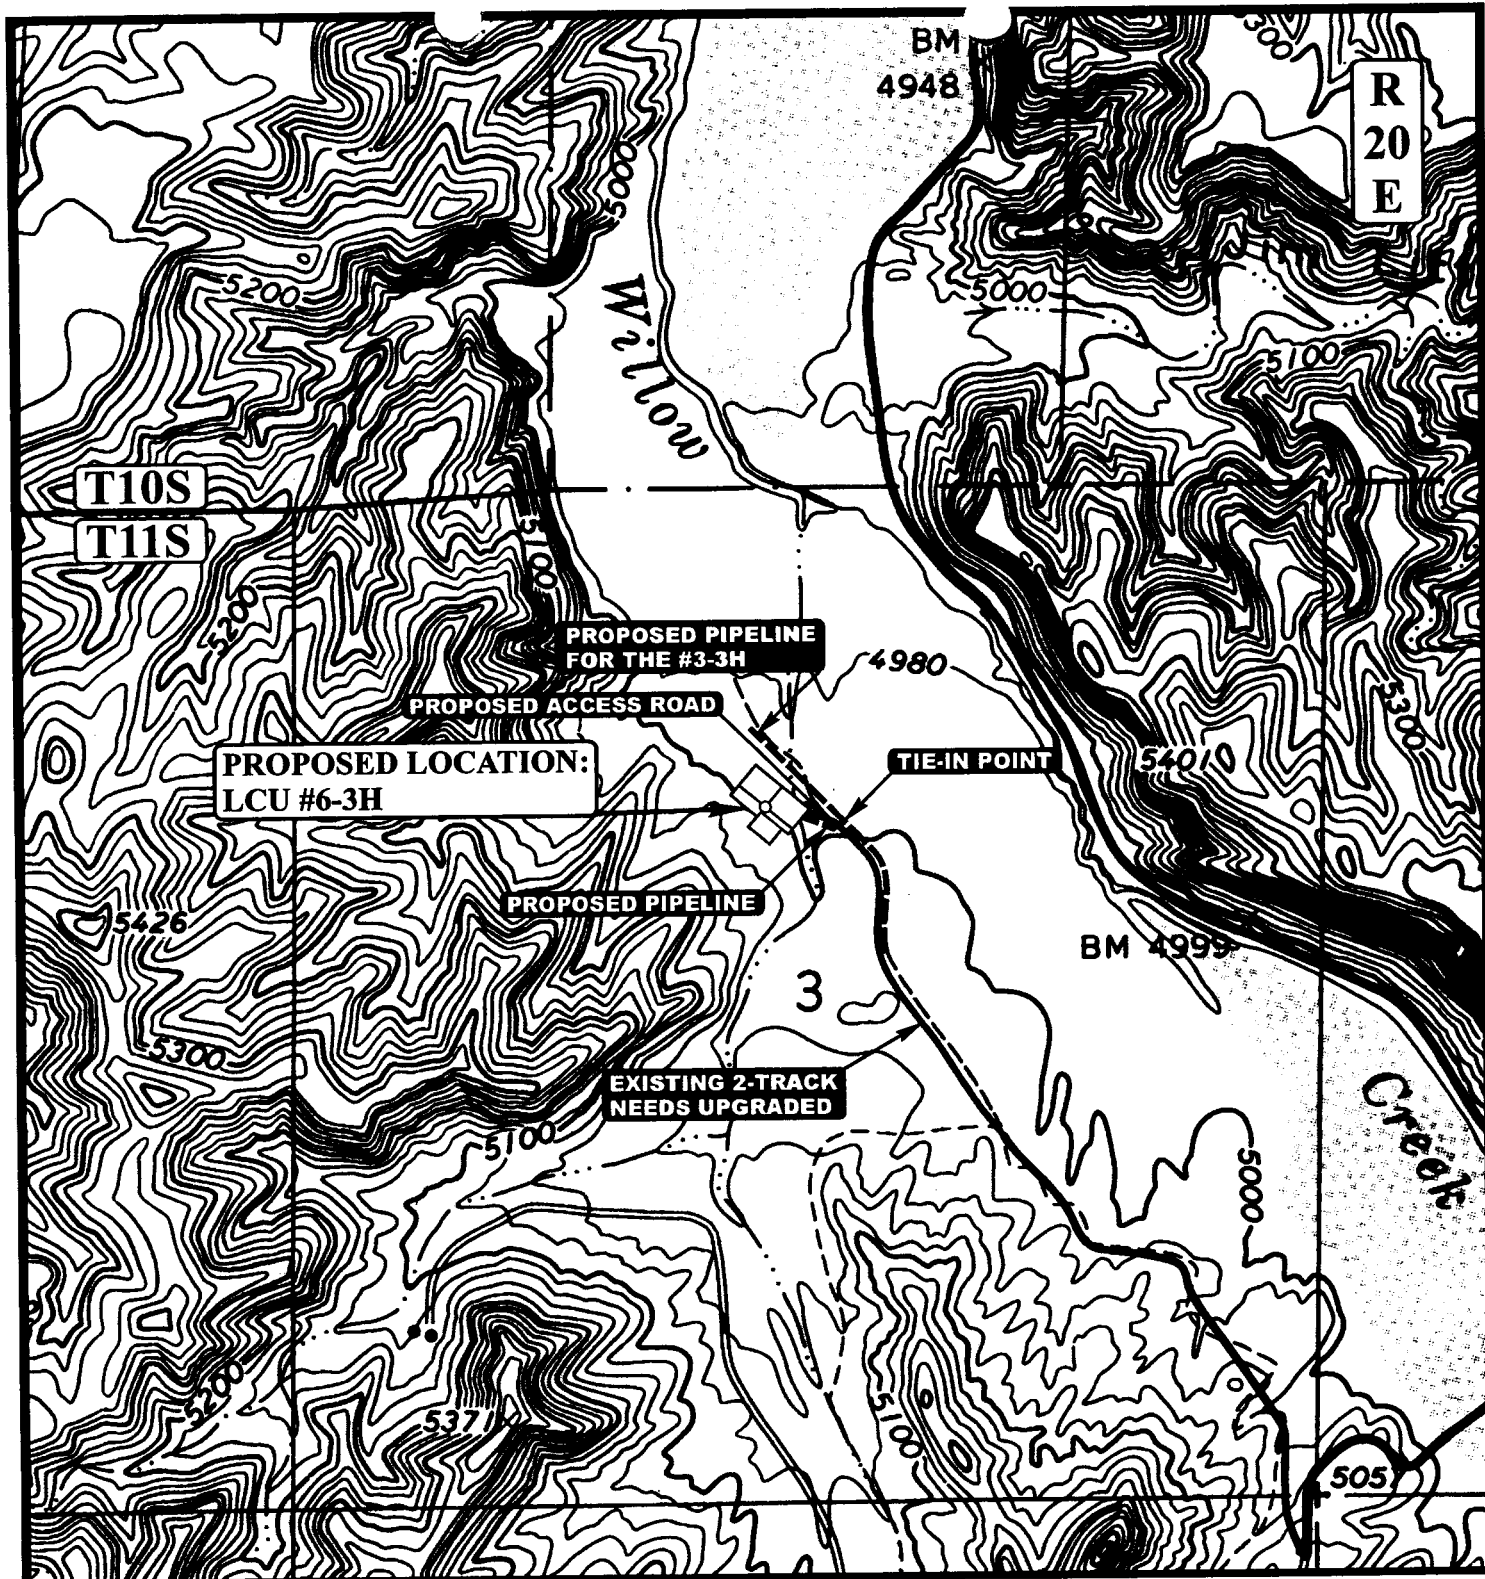 BM
4948
5300
R
20
E
5000
5200
Willow
5000
5100
T10S
T11S
5100
5200
PROPOSED PIPELINE
FOR THE #3-3H
4980
PROPOSED ACCESS ROAD
5300
PROPOSED LOCATION:
LCU #6-3H
TIE-IN POINT
5401
PROPOSED PIPELINE
5426
BM 4999
3
5300
EXISTING 2-TRACK
NEEDS UPGRADED
Creek
5100
5000
5200
5371
5100
505